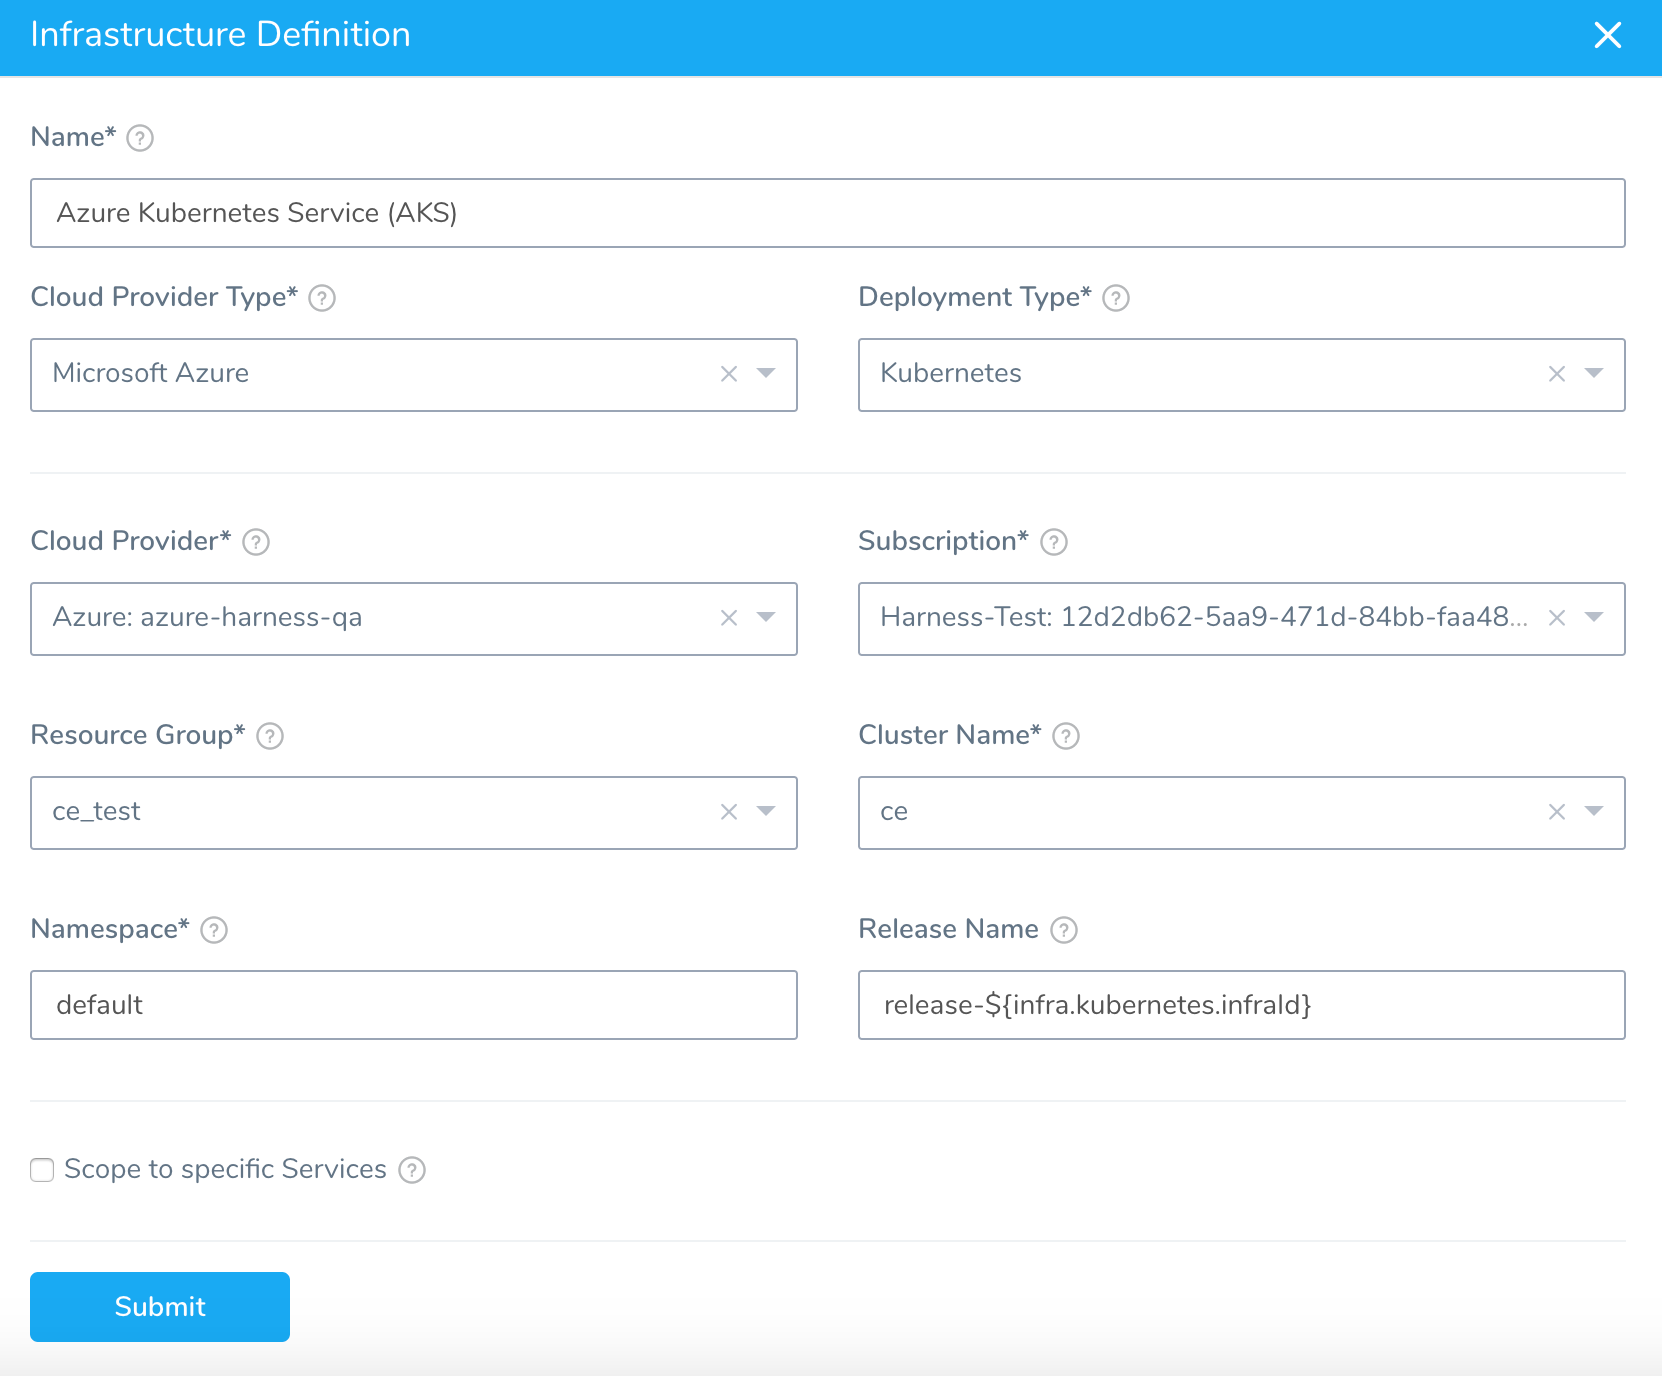 Infrastructure Definition
Name*
Azure Kubernetes Service (AKS)
Cloud Provider Type*
Deployment Type*
Microsoft Azure
Kubernetes
Cloud Provider*
Subscription*
Azure: azure-harness-qa
Harness-Test: 12d2db62-5aa9-471d-84bb-faa48...
Resource Group*
Cluster Name*
ce_test
ce
Namespace*
Release Name
default
release-${infra.kubernetes.infraId}
Scope to specific Services
Submit